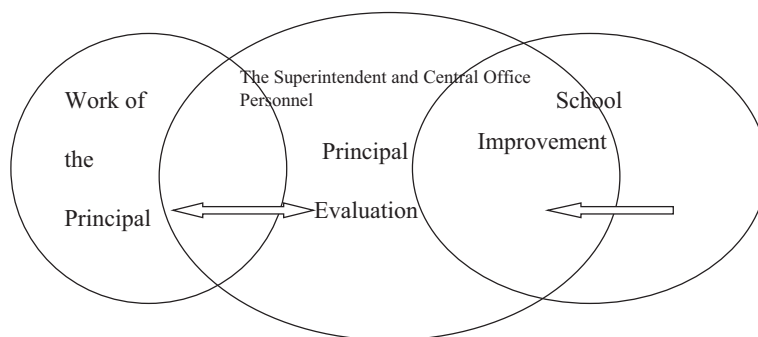 The Superintendent and Central Office
Personnel
Work of
the
Principal
Principal
Evaluation
School
Improvement